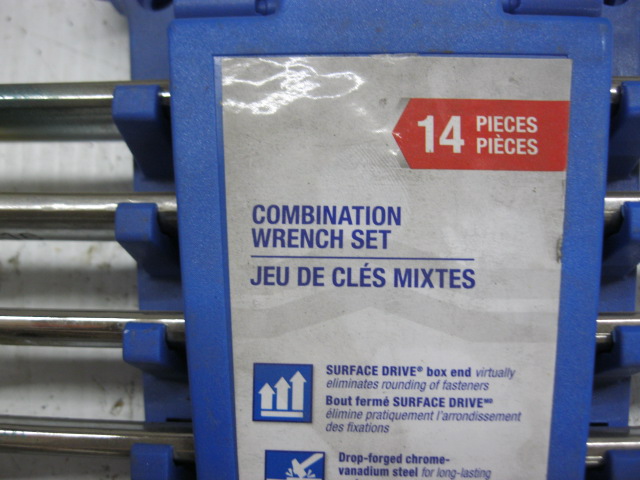 14 PIECES
PIÈCES
COMBINATION
WRENCH SET
JEU DE CLÉS MIXTES
SURFACE DRIVE® box end virtually
eliminates rounding of fasteners
Bout fermé SURFACE DRIVEMD
élimine pratiquement l'arrondissement
des fixations
Drop-forged chrome-
vanadium steel for long-lasting